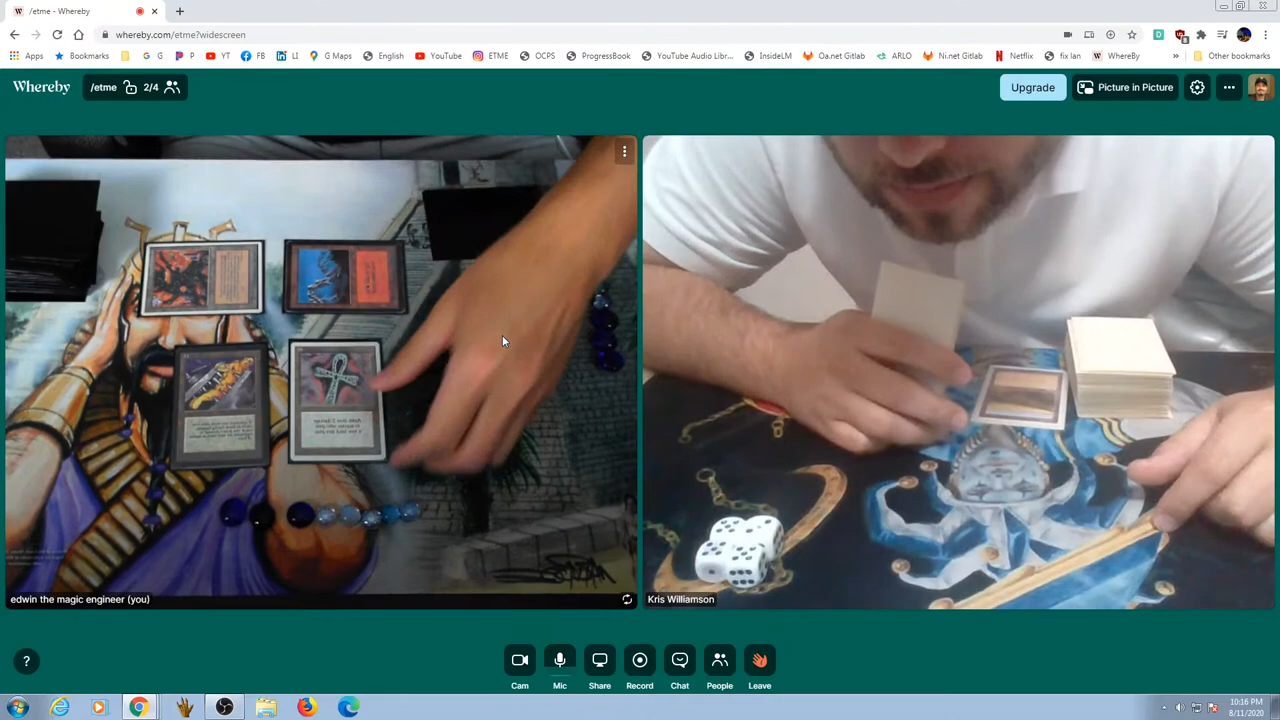 /etme - Whereby
whereby.com/etme?widescreen
Apps
Bookmarks
G
P
YT
FB
LI
G Maps
English
YouTube
ETME
OCPS
ProgressBook
YouTube Audio Libr...
InsideLM
Oa.net Gitlab
ARLO
Ni.net Gitlab
Netflix
fix lan
WhereBy
»
Other bookmarks
Whereby
/etme
2/4
Upgrade
Picture in Picture
edwin the magic engineer (you)
Kris Williamson
?
Cam
Mic
Share
Record
Chat
People
Leave
10:16 PM
8/11/2020